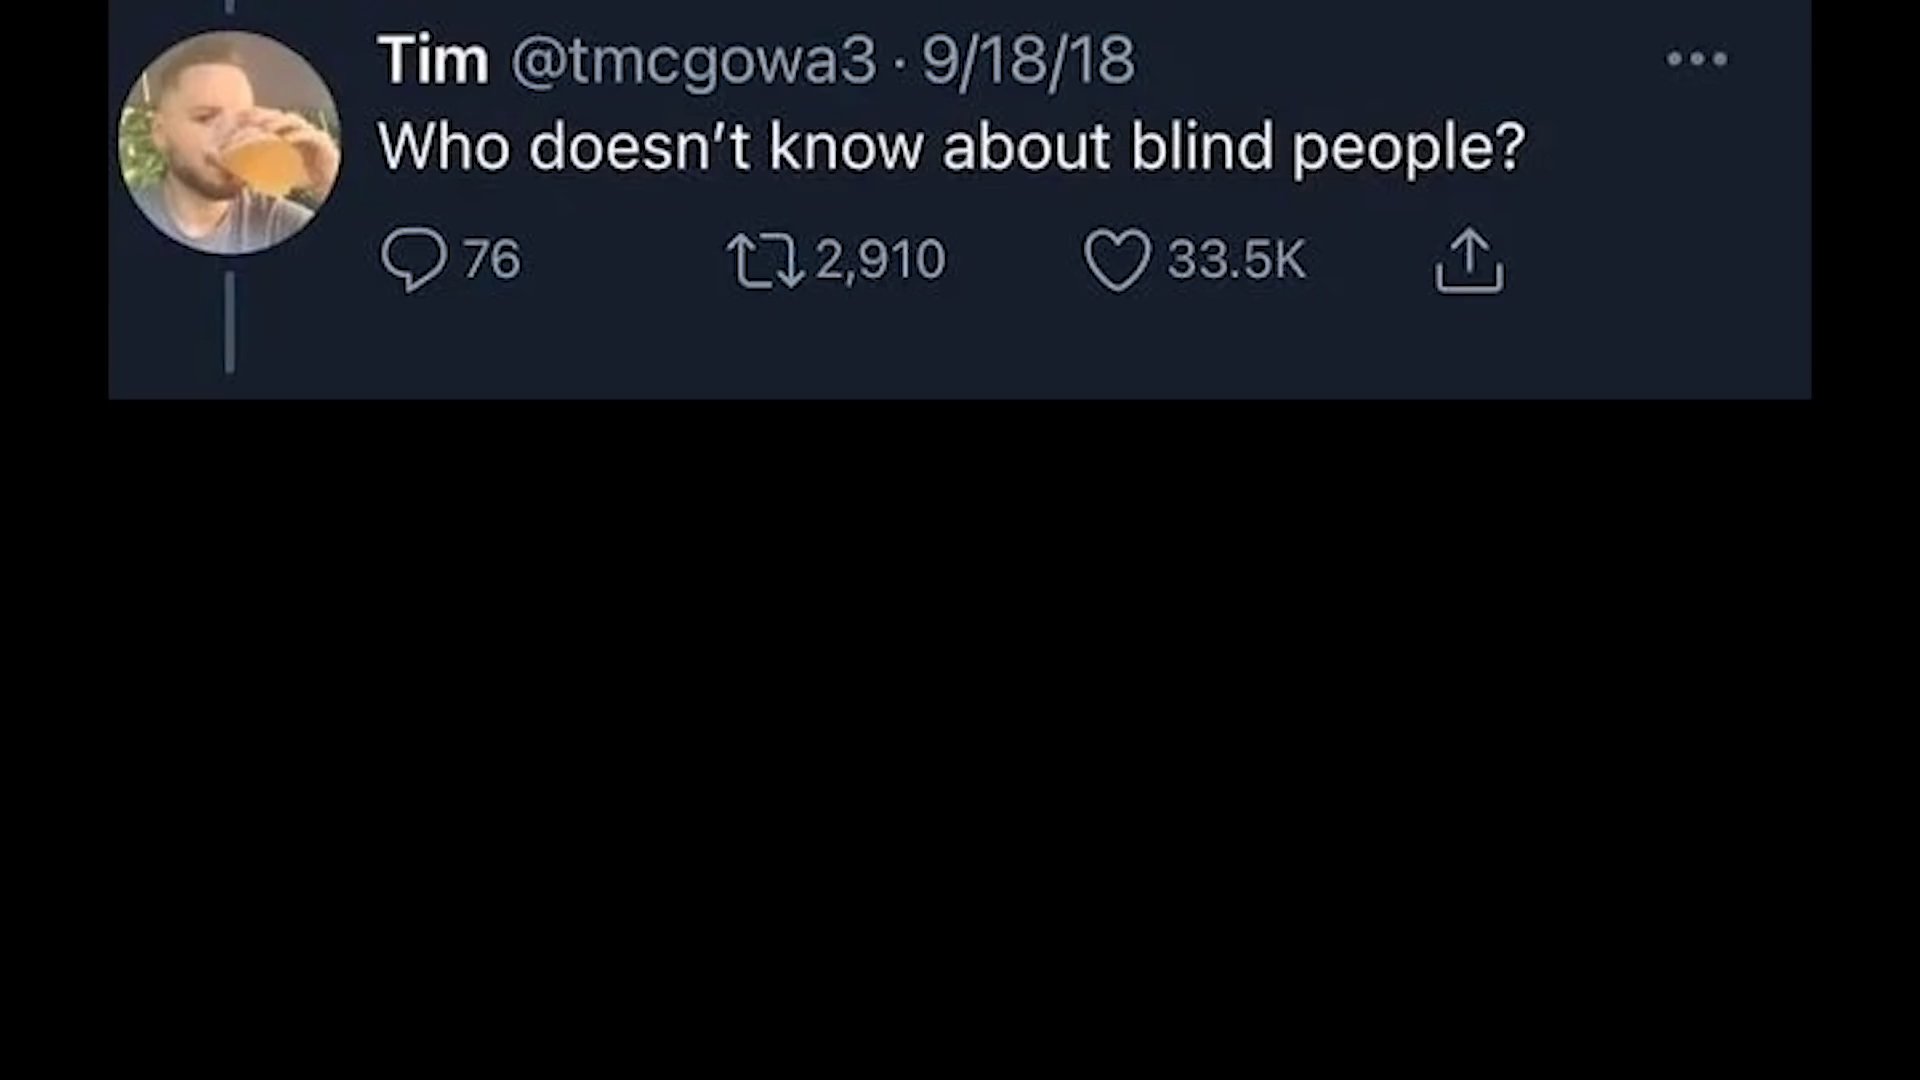 Tim @tmcgowa3 · 9/18/18
Who doesn’t know about blind people?
76 2,910 33.5K